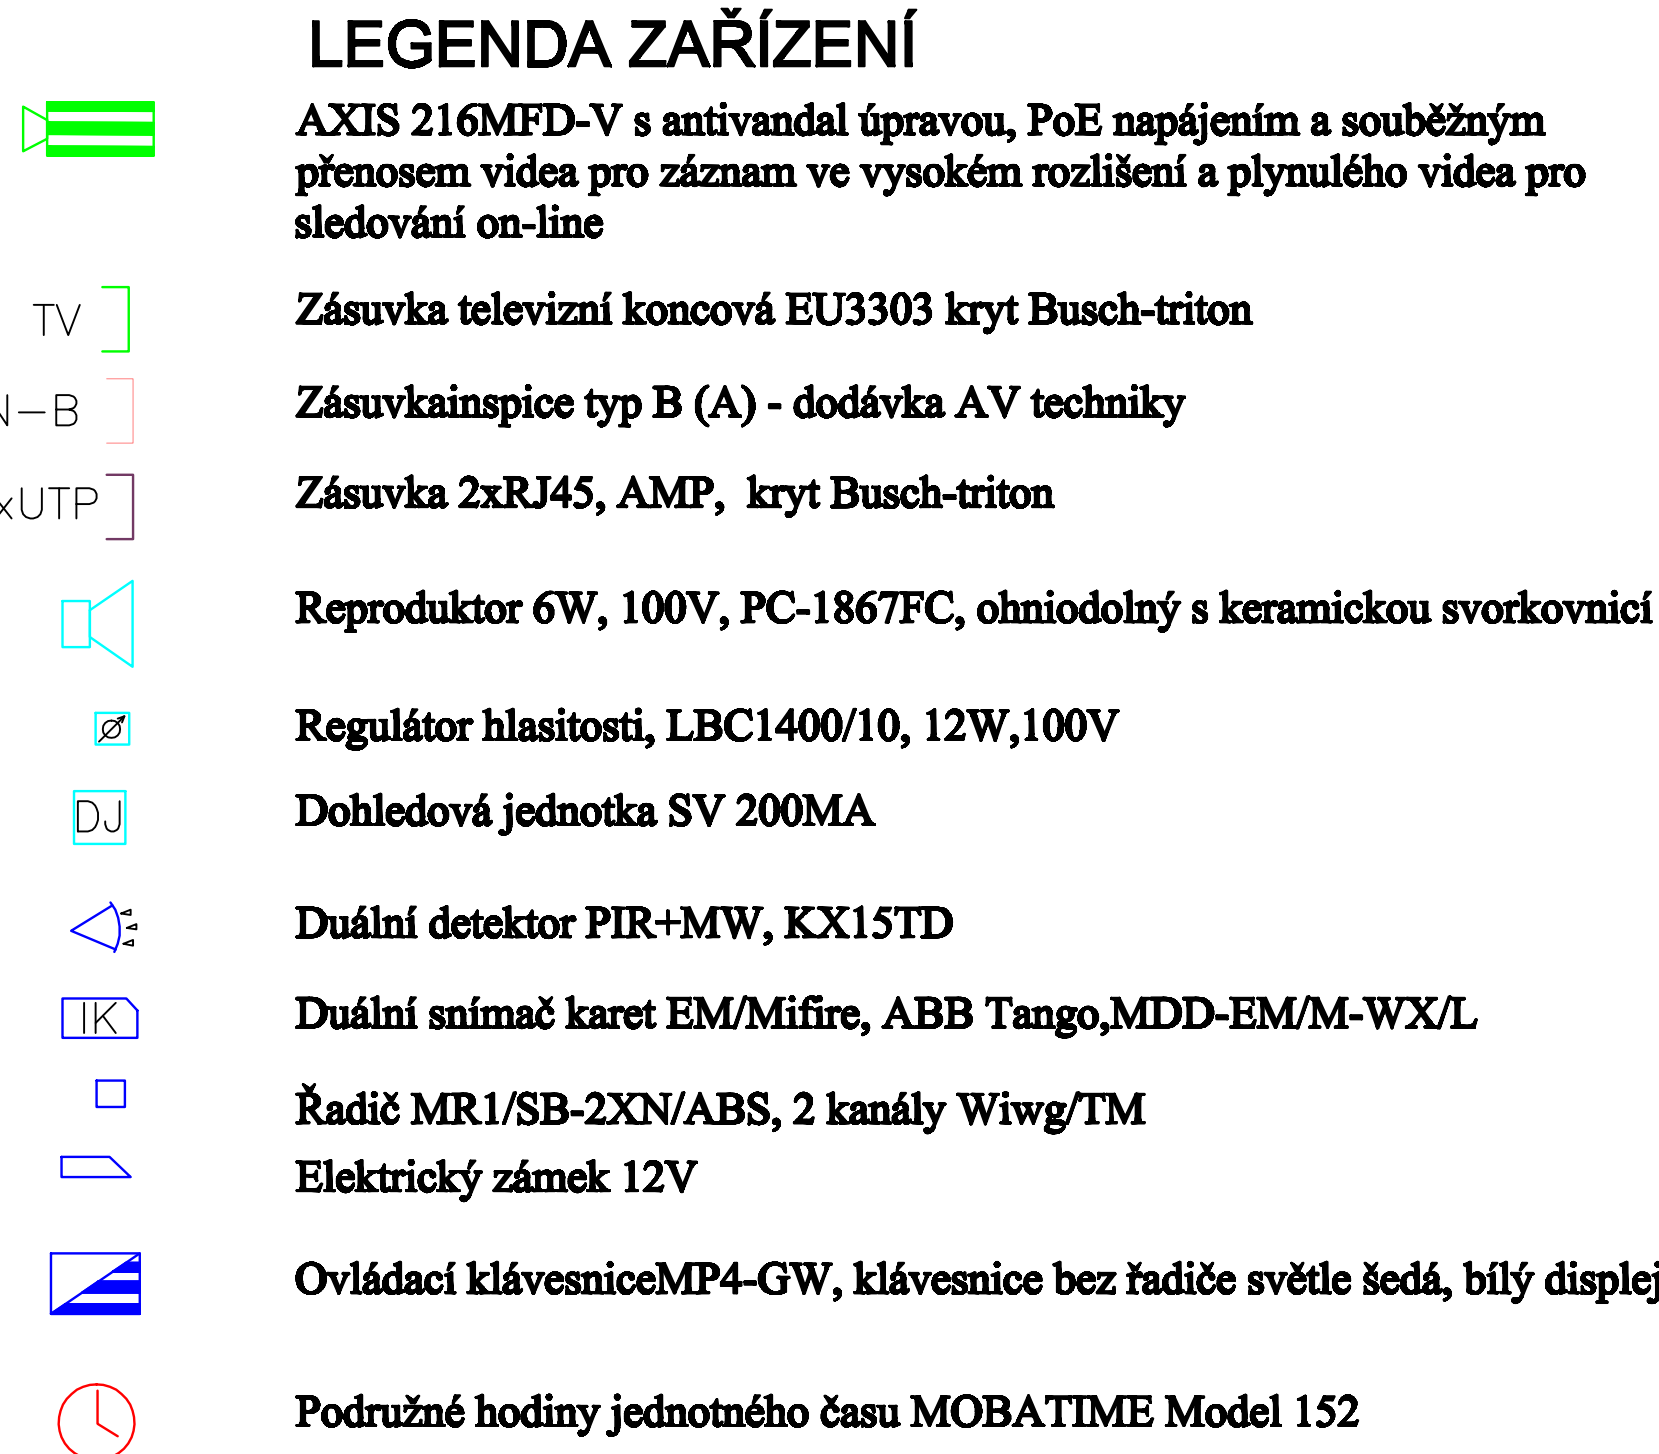 LEGENDA ZAŘÍZENÍ
AXIS 216MFD-V s antivandal úpravou, PoE napájením a souběžným
přenosem videa pro záznam ve vysokém rozlišení a plynulého videa pro
sledování on-line
TV Zásuvka televizní koncová EU3303 kryt Busch-triton
N-B Zásuvkainspice typ B (A) - dodávka AV techniky
xUTP Zásuvka 2xRJ45, AMP, kryt Busch-triton
Reproduktor 6W, 100V, PC-1867FC, ohniodolný s keramickou svorkovnicí
Regulátor hlasitosti, LBC1400/10, 12W,100V
DJ Dohledová jednotka SV 200MA
Duální detektor PIR+MW, KX15TD
IK Duální snímač karet EM/Mifire, ABB Tango,MDD-EM/M-WX/L
Řadič MR1/SB-2XN/ABS, 2 kanály Wiwg/TM
Elektrický zámek 12V
Ovládací klávesniceMP4-GW, klávesnice bez řadiče světle šedá, bílý displej
Podružné hodiny jednotného času MOBATIME Model 152